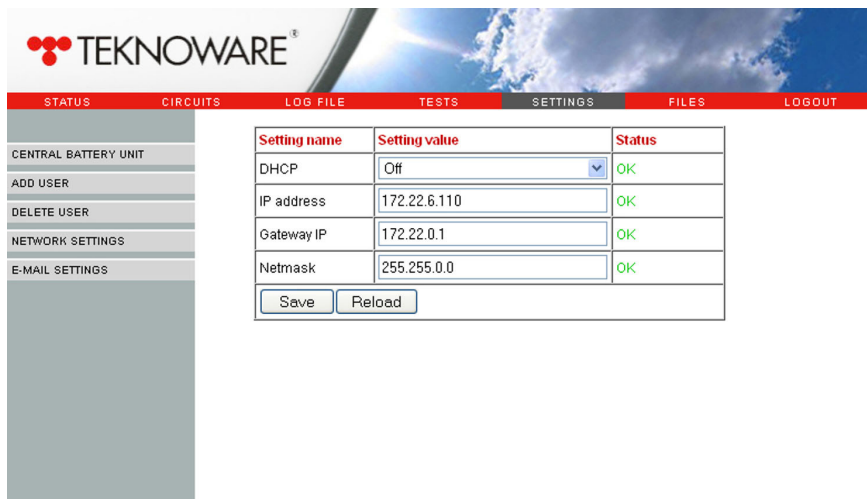 TEKNOWARE®
STATUS CIRCUITS LOG FILE TESTS SETTINGS FILES LOGOUT
CENTRAL BATTERY UNIT
ADD USER
DELETE USER
NETWORK SETTINGS
E-MAIL SETTINGS
Setting name Setting value Status
DHCP Off OK
IP address 172.22.6.110 OK
Gateway IP 172.22.0.1 OK
Netmask 255.255.0.0 OK
Save Reload